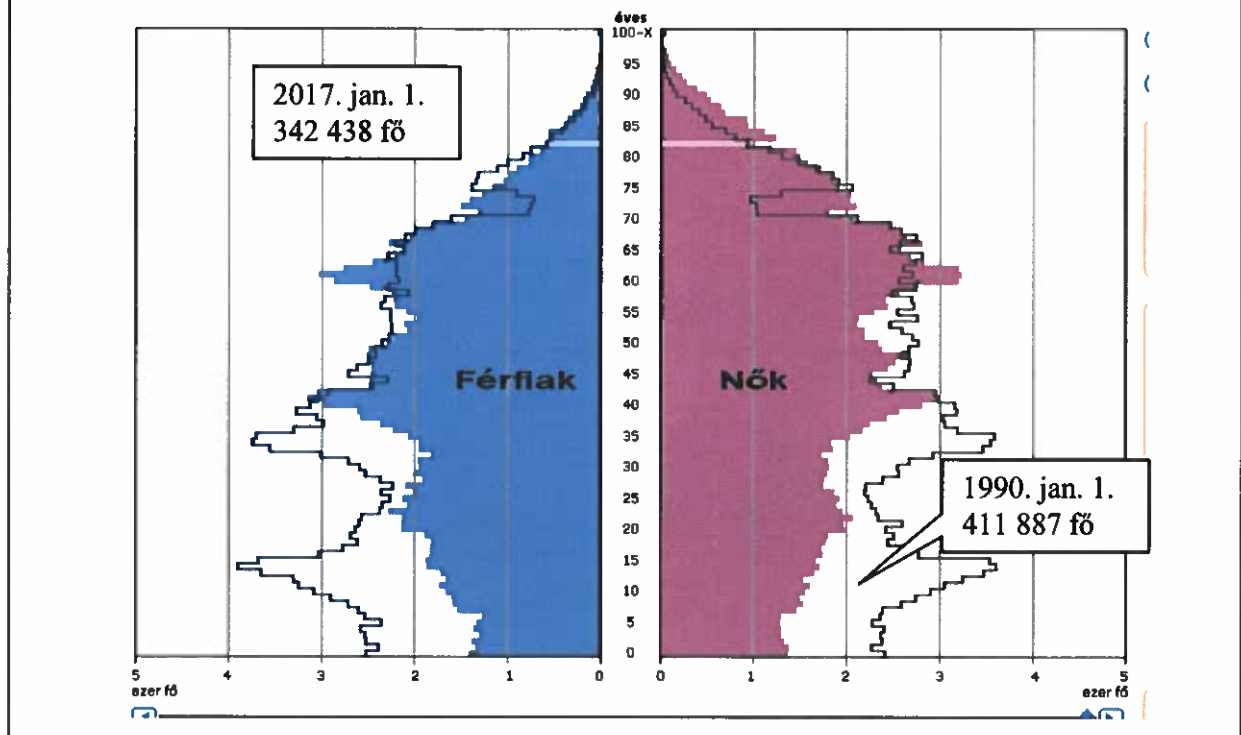 éves
100-X
95
90
85
80
75
70
65
60
55
50
45
40
35
30
25
20
15
10
5
0
2017. jan. 1.
342 438 fő
Férfiak
Nők
1990. jan. 1.
411 887 fő
5 4 3 2 1 0
ezer fő
0 1 2 3 4 5
ezer fő